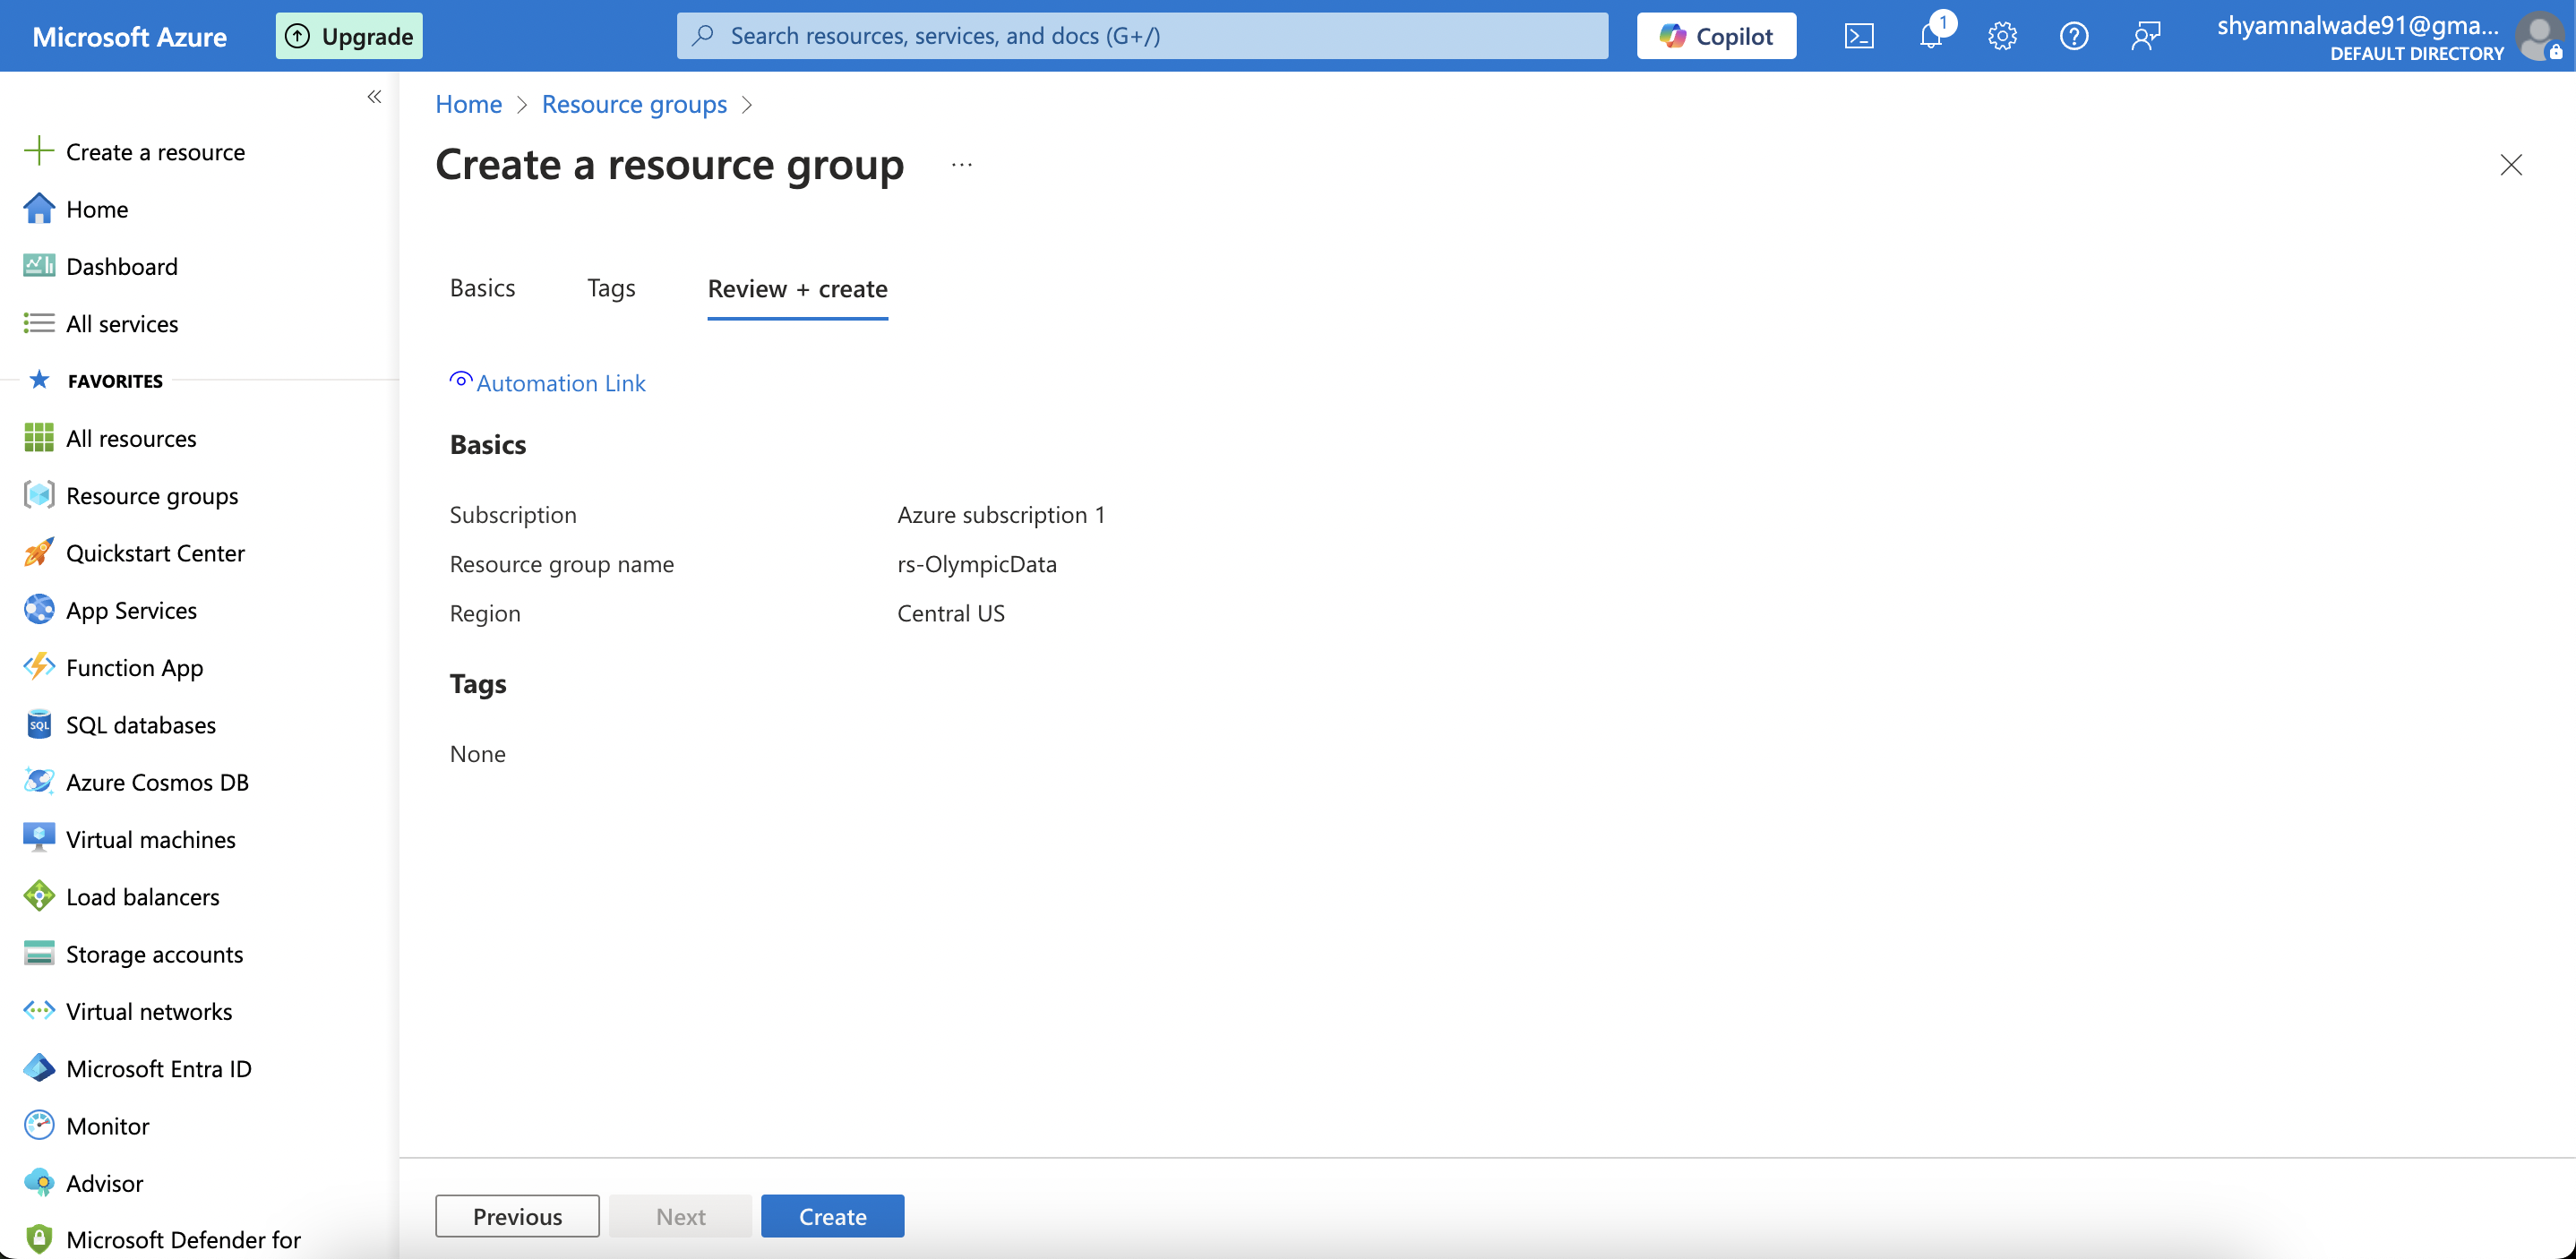 Microsoft Azure
Upgrade
Search resources, services, and docs (G+/)
Copilot
1
shyamnalwade91@gma...
DEFAULT DIRECTORY
Create a resource
Home
Dashboard
All services
FAVORITES
All resources
Resource groups
Quickstart Center
App Services
Function App
SQL
SQL databases
Azure Cosmos DB
Virtual machines
Load balancers
Storage accounts
Virtual networks
Microsoft Entra ID
Monitor
Advisor
Microsoft Defender for
Home > Resource groups >
Create a resource group ...
Basics Tags Review + create
Automation Link
Basics
Subscription Azure subscription 1
Resource group name rs-OlympicData
Region Central US
Tags
None
Previous Next Create